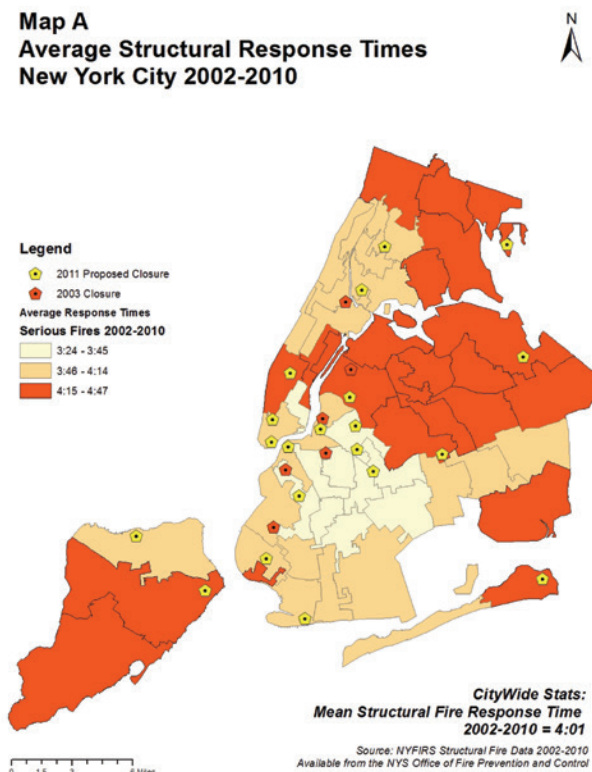 Map A
Average Structural Response Times
New York City 2002-2010
N
Legend
2011 Proposed Closure
2003 Closure
Average Response Times
Serious Fires 2002-2010
3:24 - 3:45
3:46 - 4:14
4:15 - 4:47
CityWide Stats:
Mean Structural Fire Response Time
2002-2010 = 4:01
Source: NYFIRS Structural Fire Data 2002-2010
Available from the NYS Office of Fire Prevention and Control